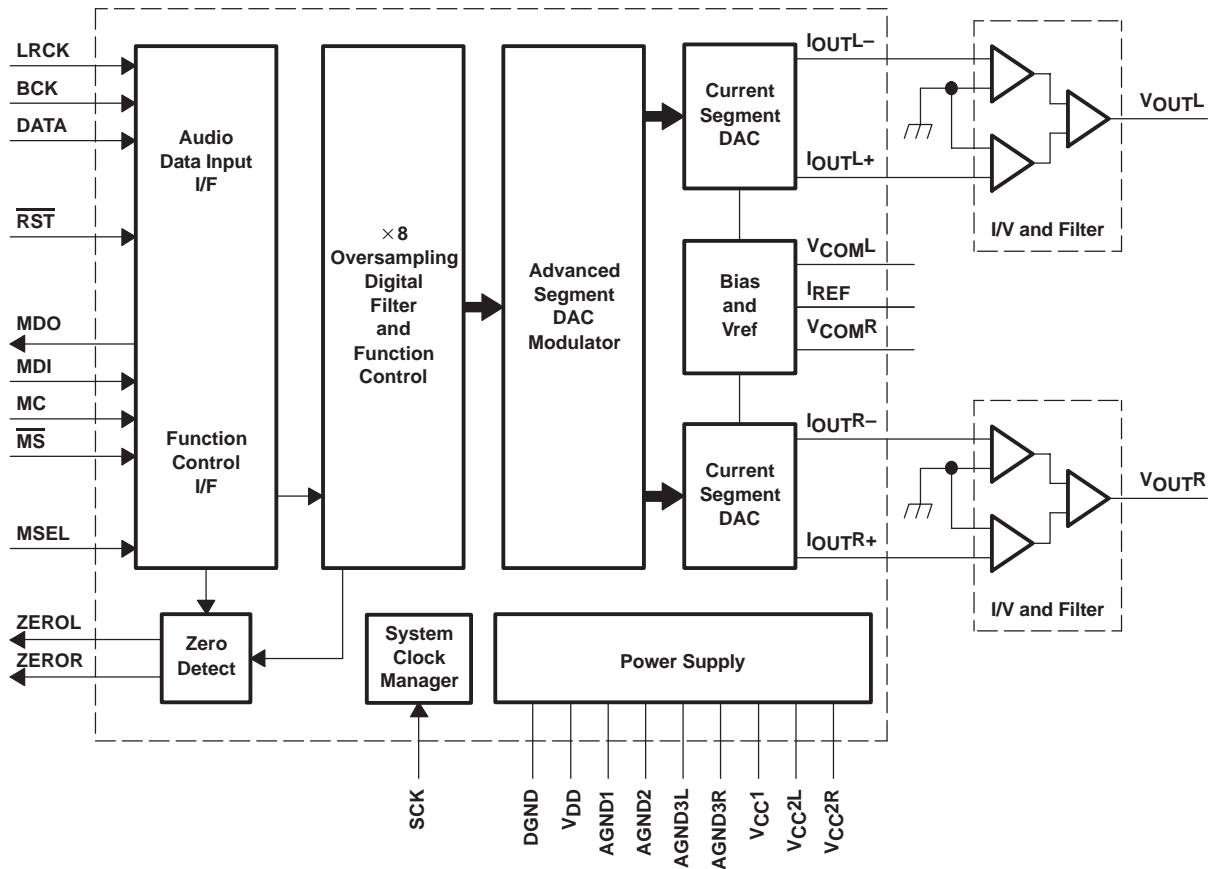 LRCK
BCK
DATA
RST
MDO
MDI
MC
MS
MSEL
ZEROL
ZEROR
Audio
Data Input
I/F
Function
Control
I/F
×8
Oversampling
Digital
Filter
and
Function
Control
Advanced
Segment
DAC
Modulator
Current
Segment
DAC
Bias
and
Vref
Current
Segment
DAC
IOUTL–
IOUTL+
VCOML
IREF
VCOMR
IOUTR–
IOUTR+
VOUTL
I/V and Filter
VOUTR
I/V and Filter
Zero
Detect
System
Clock
Manager
Power Supply
SCK
DGND
VDD
AGND1
AGND2
AGND3L
AGND3R
VCC1
VCC2L
VCC2R